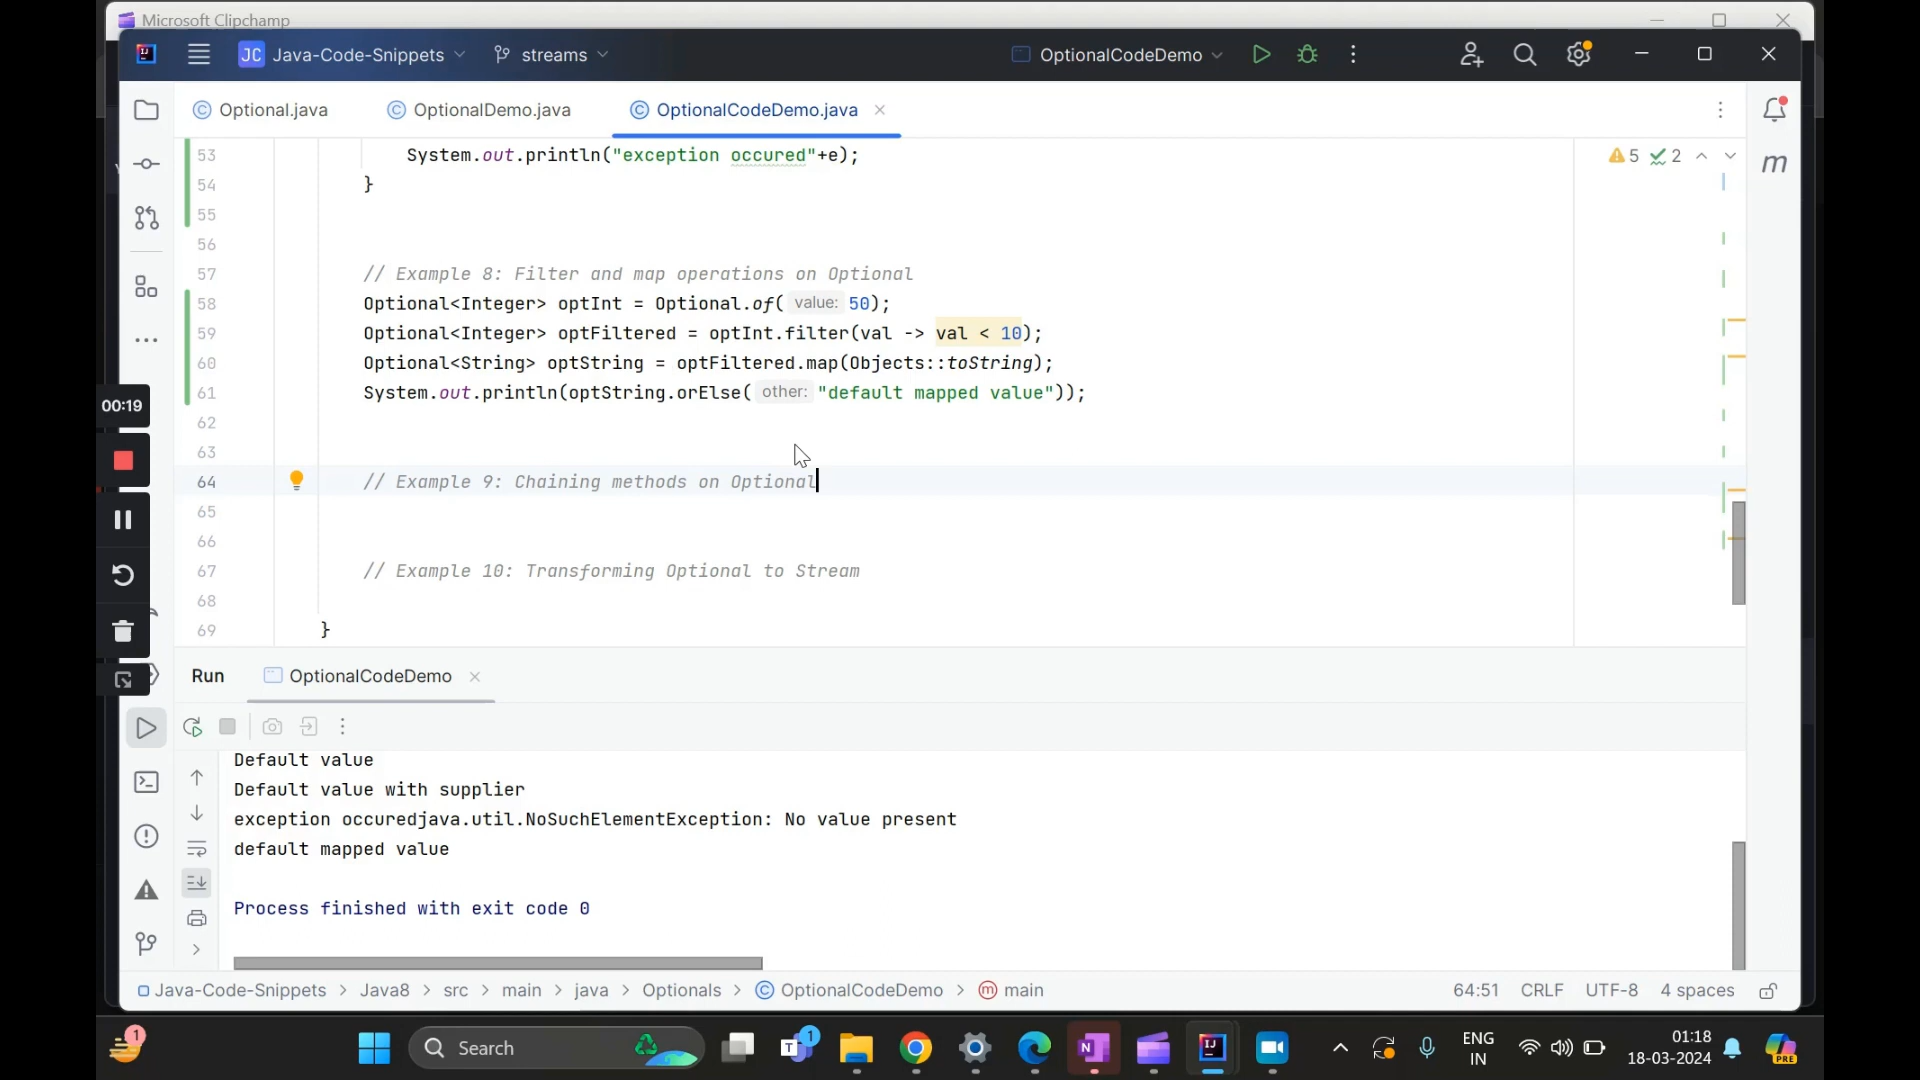 Microsoft Clipchamp
JC Java-Code-Snippets streams OptionalCodeDemo
Optional.java OptionalDemo.java OptionalCodeDemo.java
53 System.out.println("exception occured"+e);
5 2
54 }
55
56
57 // Example 8: Filter and map operations on Optional
58 Optional<Integer> optInt = Optional.of( value: 50);
59 Optional<Integer> optFiltered = optInt.filter(val -> val < 10);
60 Optional<String> optString = optFiltered.map(Objects::toString);
61 System.out.println(optString.orElse( other: "default mapped value"));
62
63
64 // Example 9: Chaining methods on Optional
65
66
67 // Example 10: Transforming Optional to Stream
68
69 }
00:19
m
Run OptionalCodeDemo
Default value
Default value with supplier
exception occuredjava.util.NoSuchElementException: No value present
default mapped value
Process finished with exit code 0
Java-Code-Snippets > Java8 > src > main > java > Optionals > OptionalCodeDemo > main
64:51 CRLF UTF-8 4 spaces
1 Search 1 ENG IN 01:18 18-03-2024 PRE